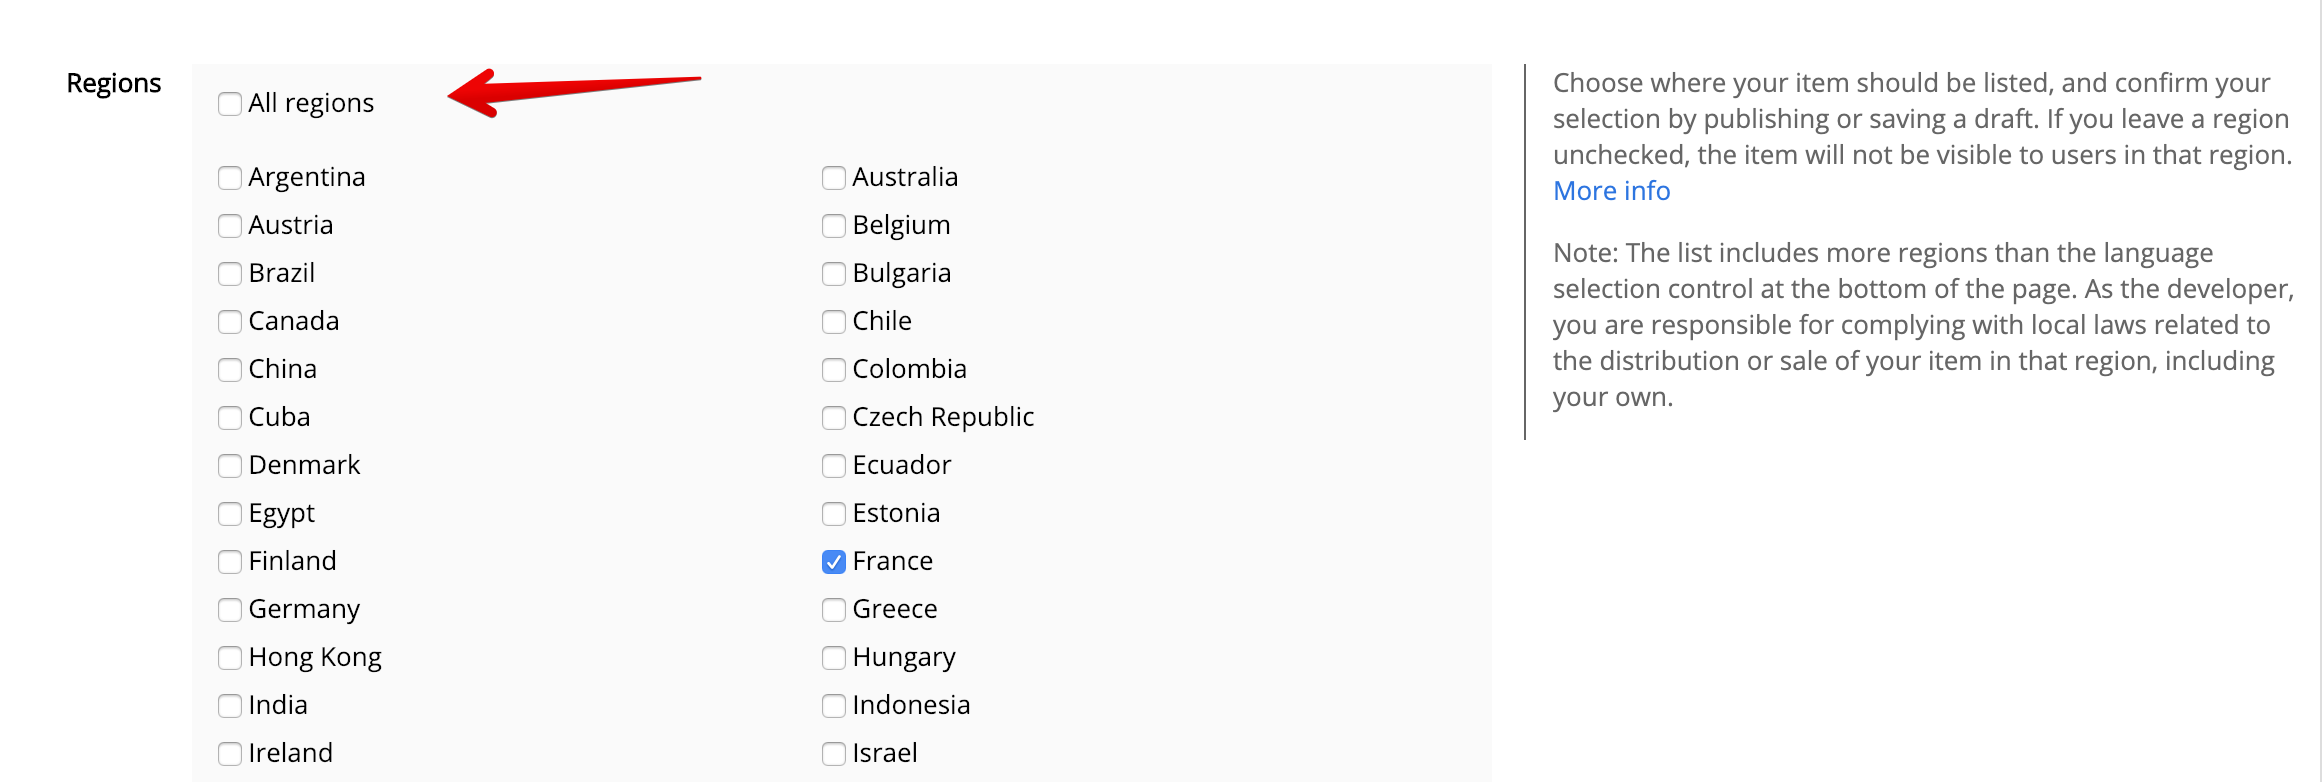 Regions
All regions
Argentina
Australia
Austria
Belgium
Brazil
Bulgaria
Canada
Chile
China
Colombia
Cuba
Czech Republic
Denmark
Ecuador
Egypt
Estonia
Finland
France
Germany
Greece
Hong Kong
Hungary
India
Indonesia
Ireland
Israel
Choose where your item should be listed, and confirm your
selection by publishing or saving a draft. If you leave a region
unchecked, the item will not be visible to users in that region.
More info
Note: The list includes more regions than the language
selection control at the bottom of the page. As the developer,
you are responsible for complying with local laws related to
the distribution or sale of your item in that region, including
your own.